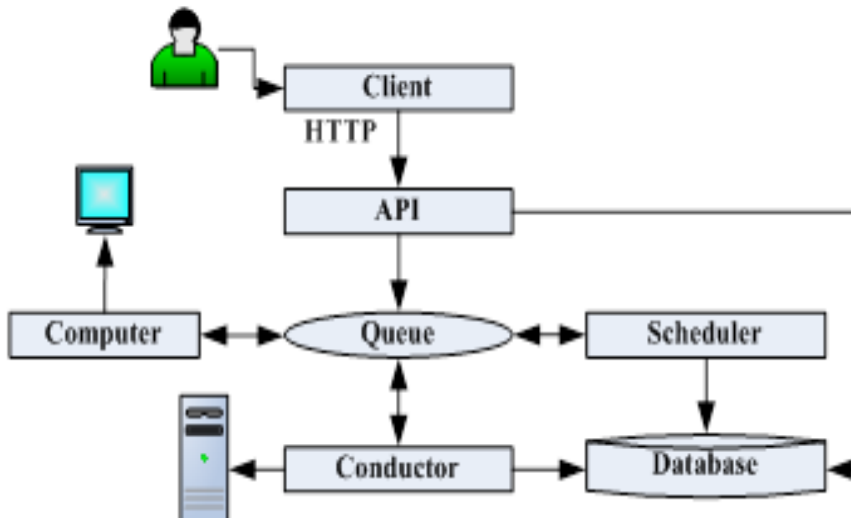 Client
HTTP
API
Computer
Queue
Scheduler
Conductor
Database